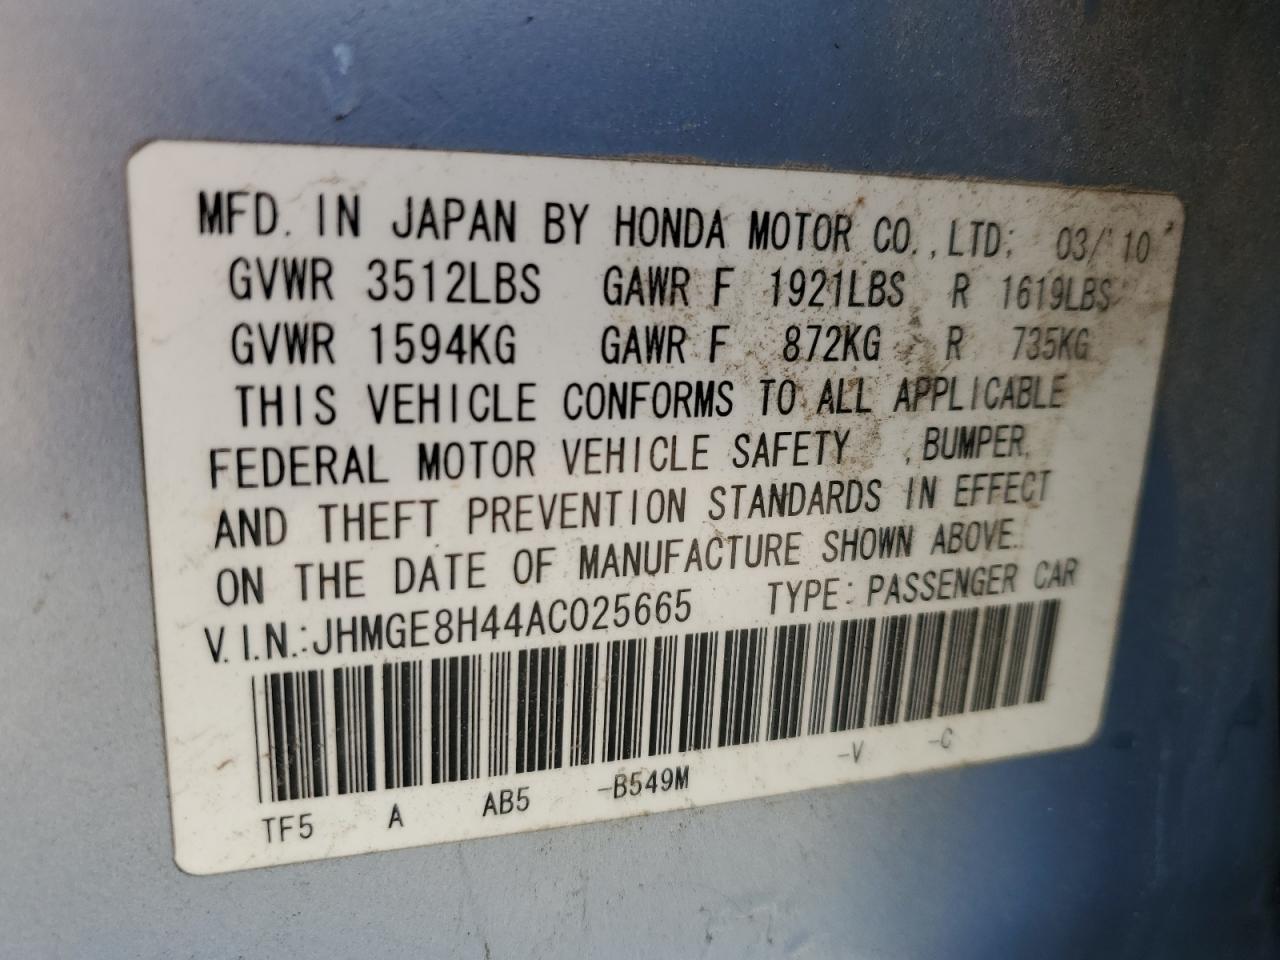 MFD. IN JAPAN BY HONDA MOTOR CO., LTD. 03/'10
GVWR 3512LBS GAWR F 1921LBS R 1619LBS
GVWR 1594KG GAWR F 872KG R 735KG
THIS VEHICLE CONFORMS TO ALL APPLICABLE
FEDERAL MOTOR VEHICLE SAFETY , BUMPER,
AND THEFT PREVENTION STANDARDS IN EFFECT
ON THE DATE OF MANUFACTURE SHOWN ABOVE.
V.I.N.:JHMGE8H44AC025665 TYPE: PASSENGER CAR
TF5 A AB5 -B549M -V -C